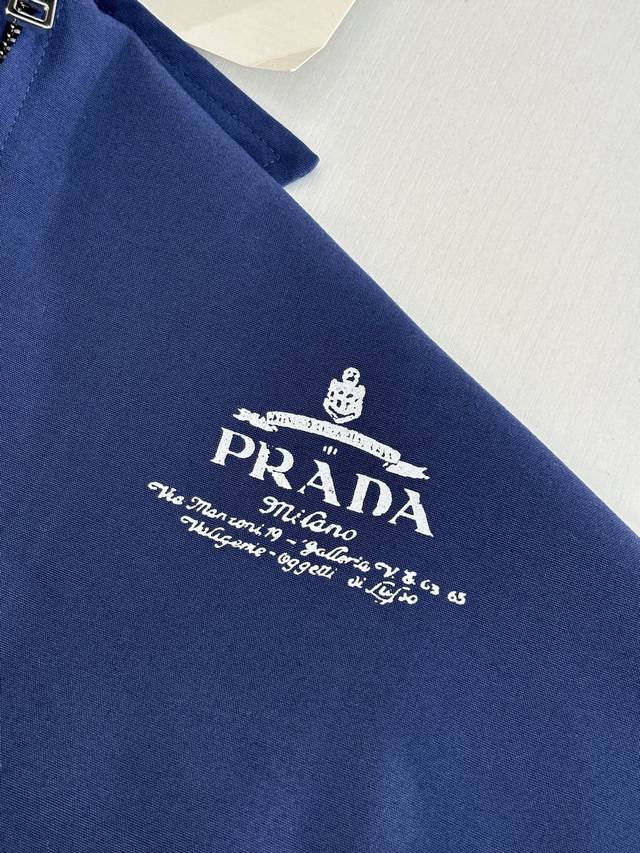 PRADA
Milano
Via Manzoni.19 - Galleria V. E 63 65
Valigerie - Oggetti di Lusso